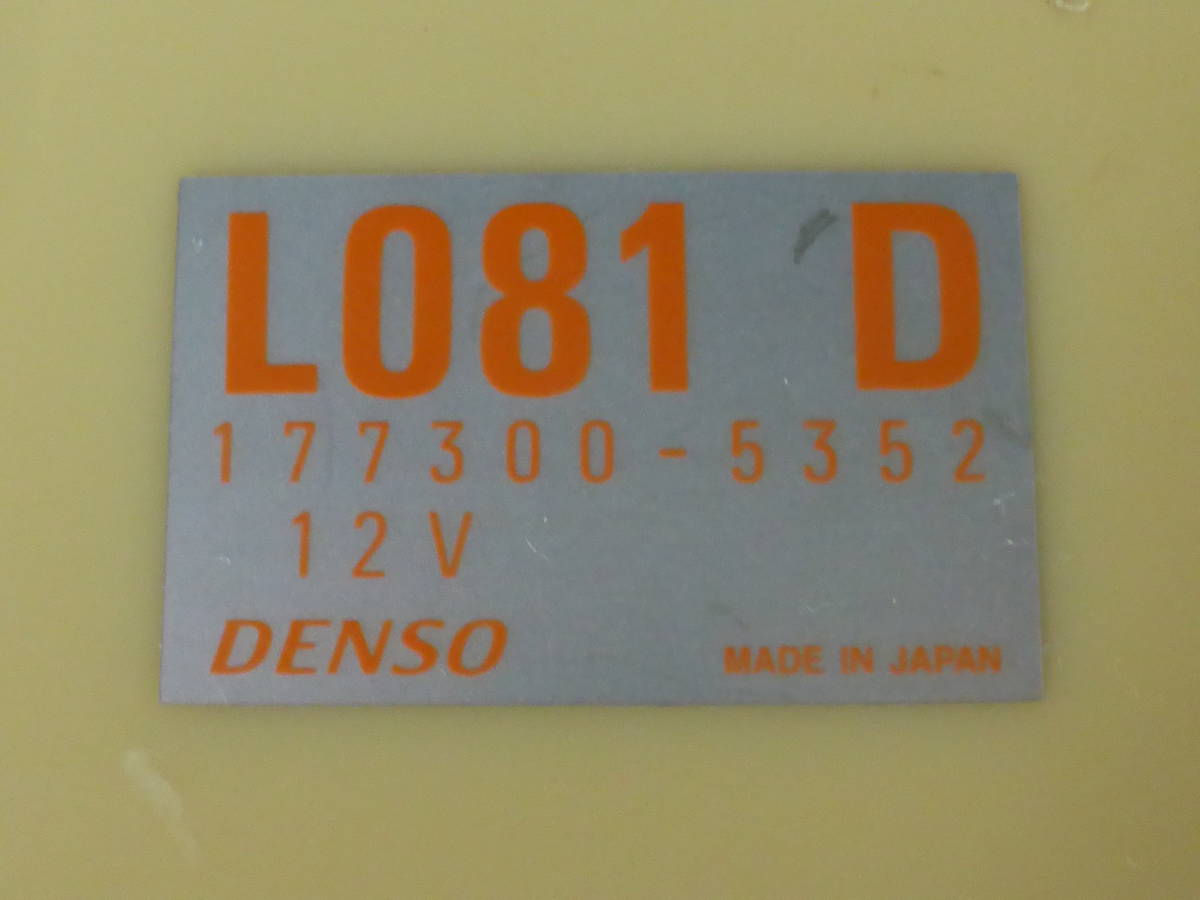 L081 D
177300-5352
12V
DENSO
MADE IN JAPAN